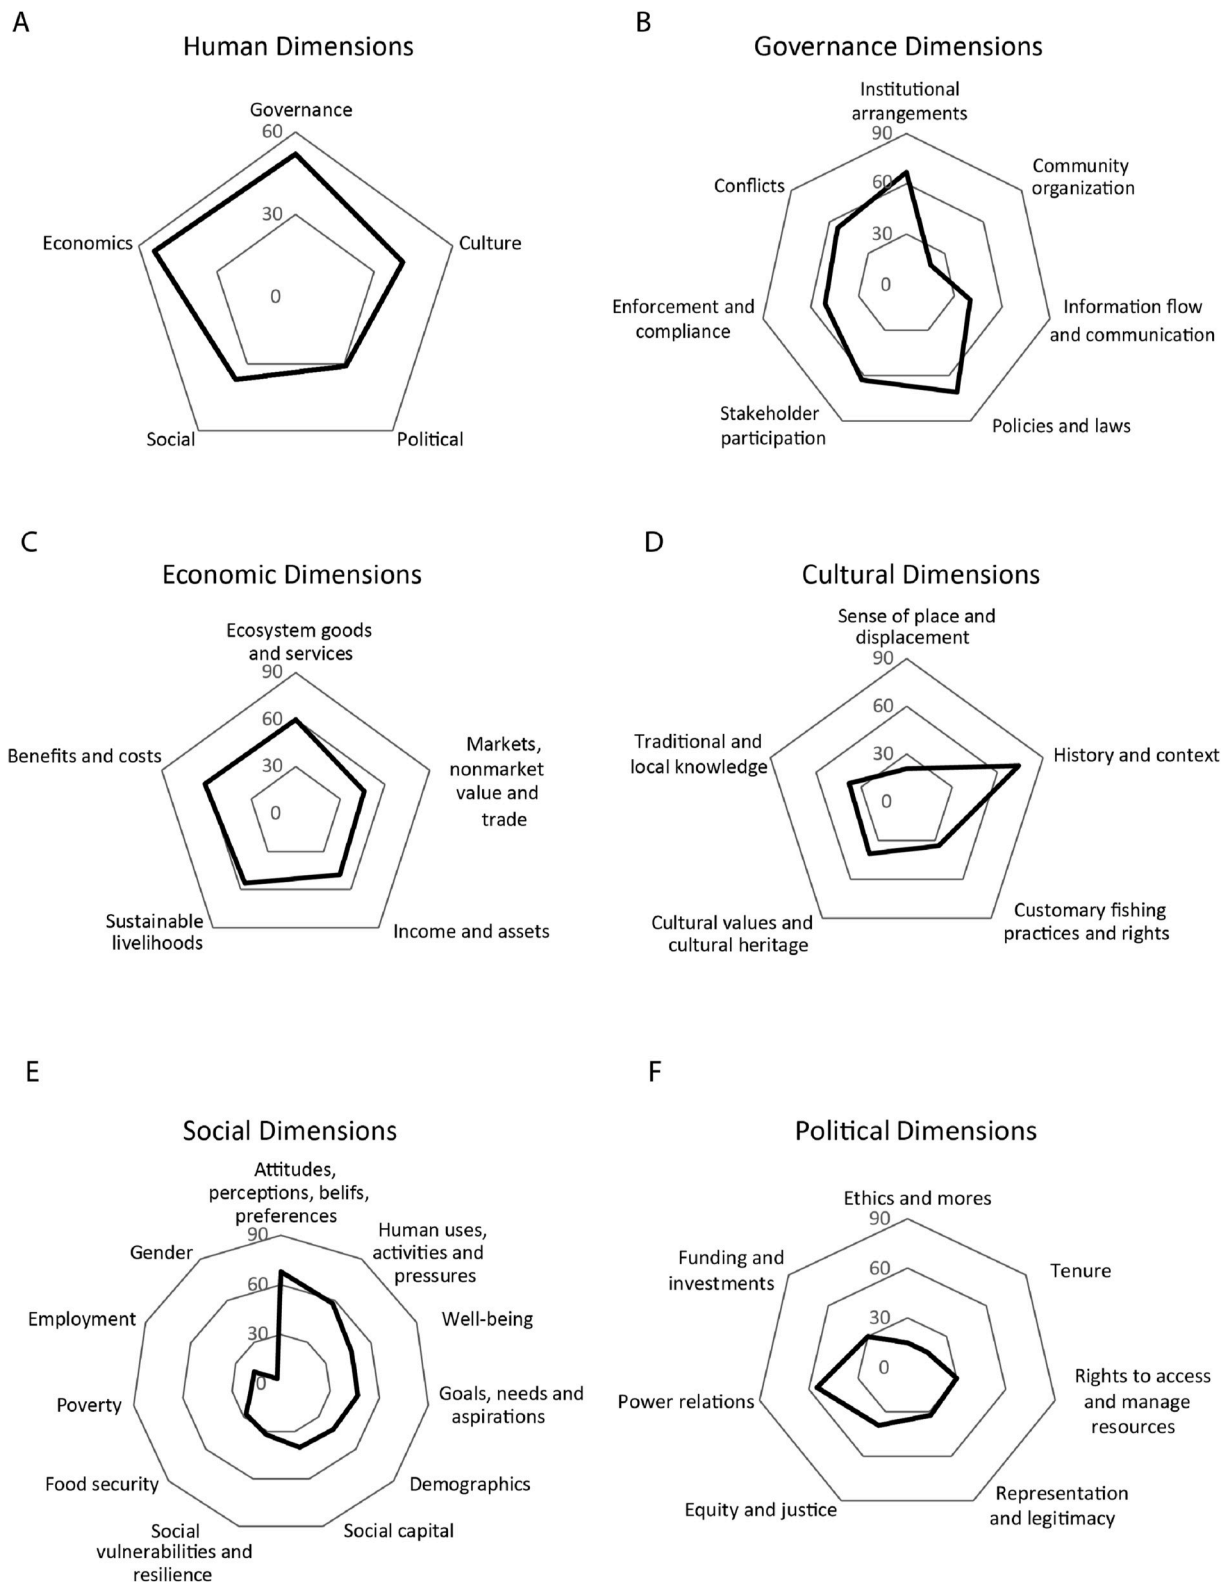 A
Human Dimensions
Governance
60
30
0
Economics
Culture
Social
Political
B
Governance Dimensions
Institutional
arrangements
90
60
30
0
Conflicts
Community
organization
Enforcement and
compliance
Information flow
and communication
Stakeholder
participation
Policies and laws
C
Economic Dimensions
Ecosystem goods
and services
90
60
30
0
Benefits and costs
Markets,
nonmarket
value and
trade
Sustainable
livelihoods
Income and assets
D
Cultural Dimensions
Sense of place and
displacement
90
60
30
0
Traditional and
local knowledge
History and context
Cultural values and
cultural heritage
Customary fishing
practices and rights
E
Social Dimensions
Attitudes,
perceptions, belifs,
preferences
90
60
30
0
Gender
Human uses,
activities and
pressures
Employment
Well-being
Poverty
Goals, needs and
aspirations
Food security
Demographics
Social
vulnerabilities and
resilience
Social capital
F
Political Dimensions
Ethics and mores
90
60
30
0
Funding and
investments
Tenure
Power relations
Rights to access
and manage
resources
Equity and justice
Representation
and legitimacy